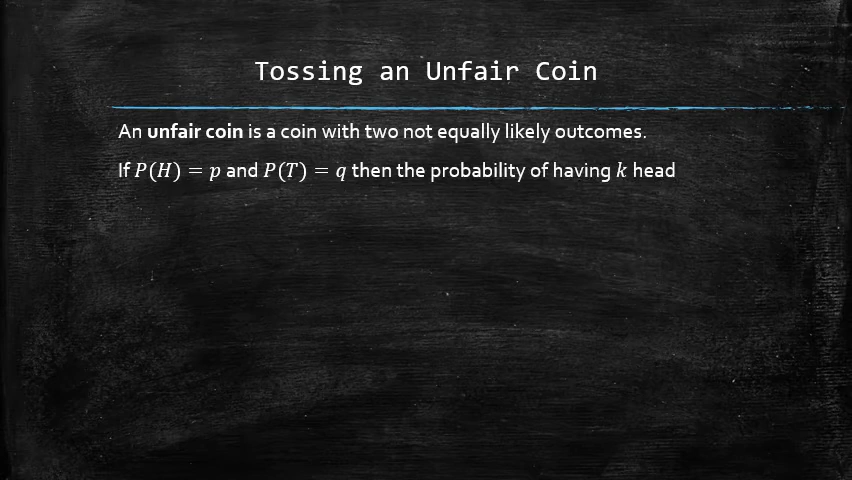 Tossing an Unfair Coin
An unfair coin is a coin with two not equally likely outcomes.
If P(H) = p and P(T) = q then the probability of having k head